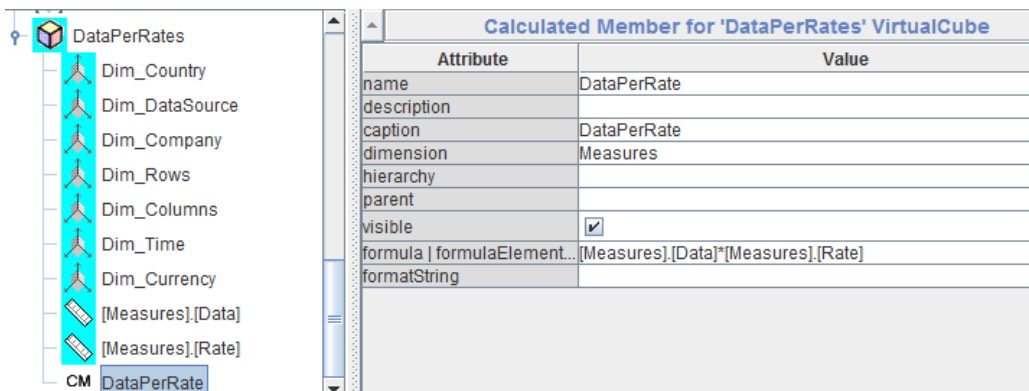 DataPerRates
Dim_Country
Dim_DataSource
Dim_Company
Dim_Rows
Dim_Columns
Dim_Time
Dim_Currency
[Measures].[Data]
[Measures].[Rate]
CM DataPerRate
Calculated Member for 'DataPerRates' VirtualCube
Attribute Value
name DataPerRate
description
caption DataPerRate
dimension Measures
hierarchy
parent
visible
formula | formulaElement... [Measures].[Data]*[Measures].[Rate]
formatString